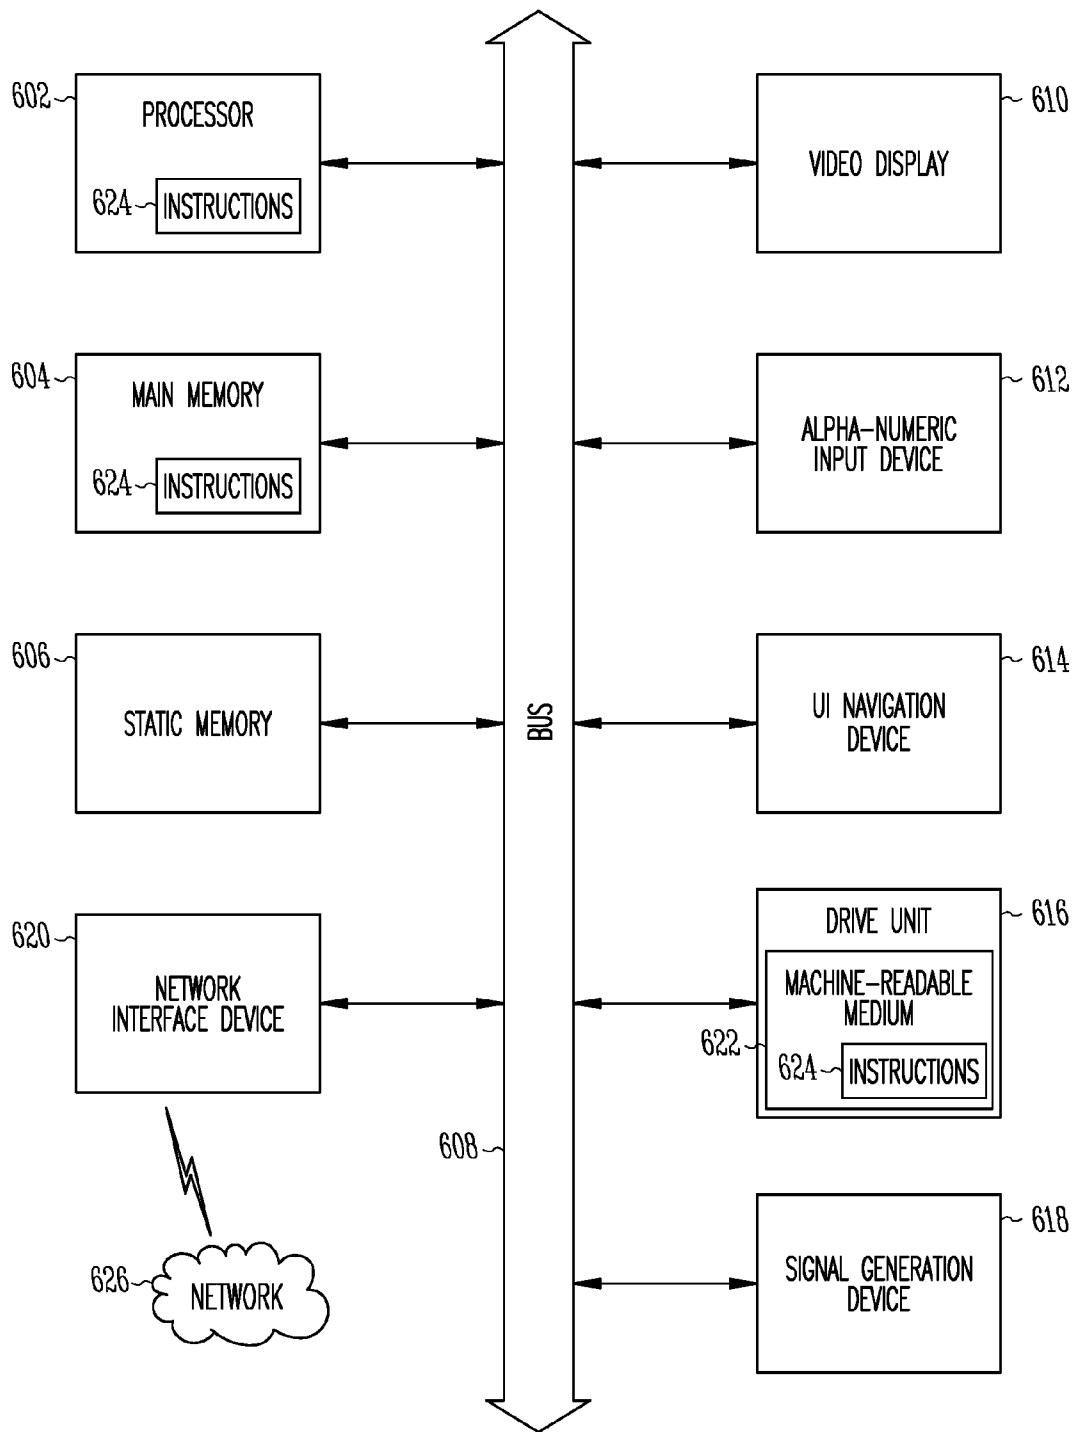 602
PROCESSOR
624
INSTRUCTIONS
604
MAIN MEMORY
624
INSTRUCTIONS
606
STATIC MEMORY
620
NETWORK
INTERFACE DEVICE
626
NETWORK
BUS
608
610
VIDEO DISPLAY
612
ALPHA-NUMERIC
INPUT DEVICE
614
UI NAVIGATION
DEVICE
616
DRIVE UNIT
MACHINE-READABLE
MEDIUM
622
624
INSTRUCTIONS
618
SIGNAL GENERATION
DEVICE